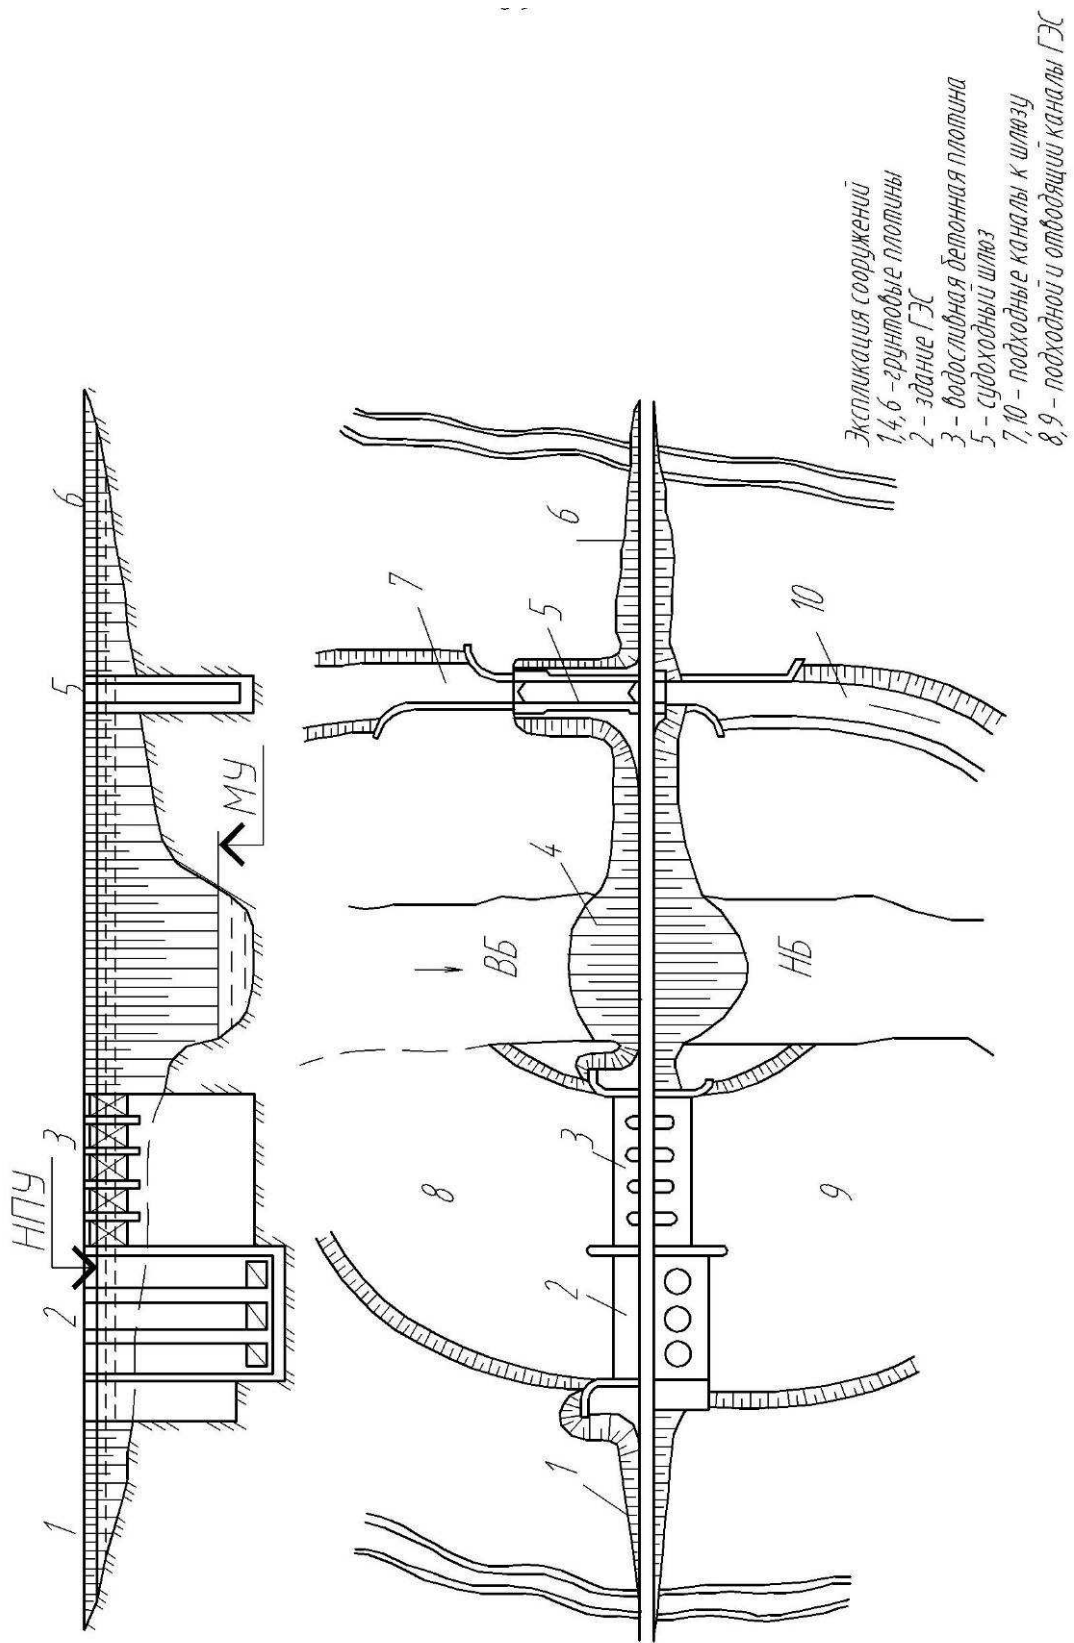 НПУ
МУ
1
2
3
5
6
1
2
3
4
5
6
7
8
9
10
ВБ
НБ
Экспликация сооружений
1,4,6 –грунтовые плотины
2 – здание ГЭС
3 – водосливная бетонная плотина
5 – судоходный шлюз
7,10 – подходные каналы к шлюзу
8,9 – подходной и отводящий каналы ГЭС